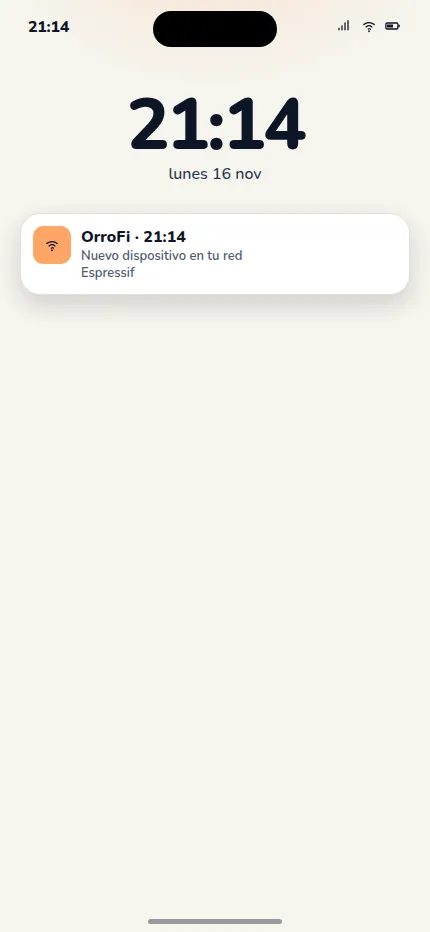 21:14
21:14
lunes 16 nov
OrroFi · 21:14
Nuevo dispositivo en tu red
Espressif